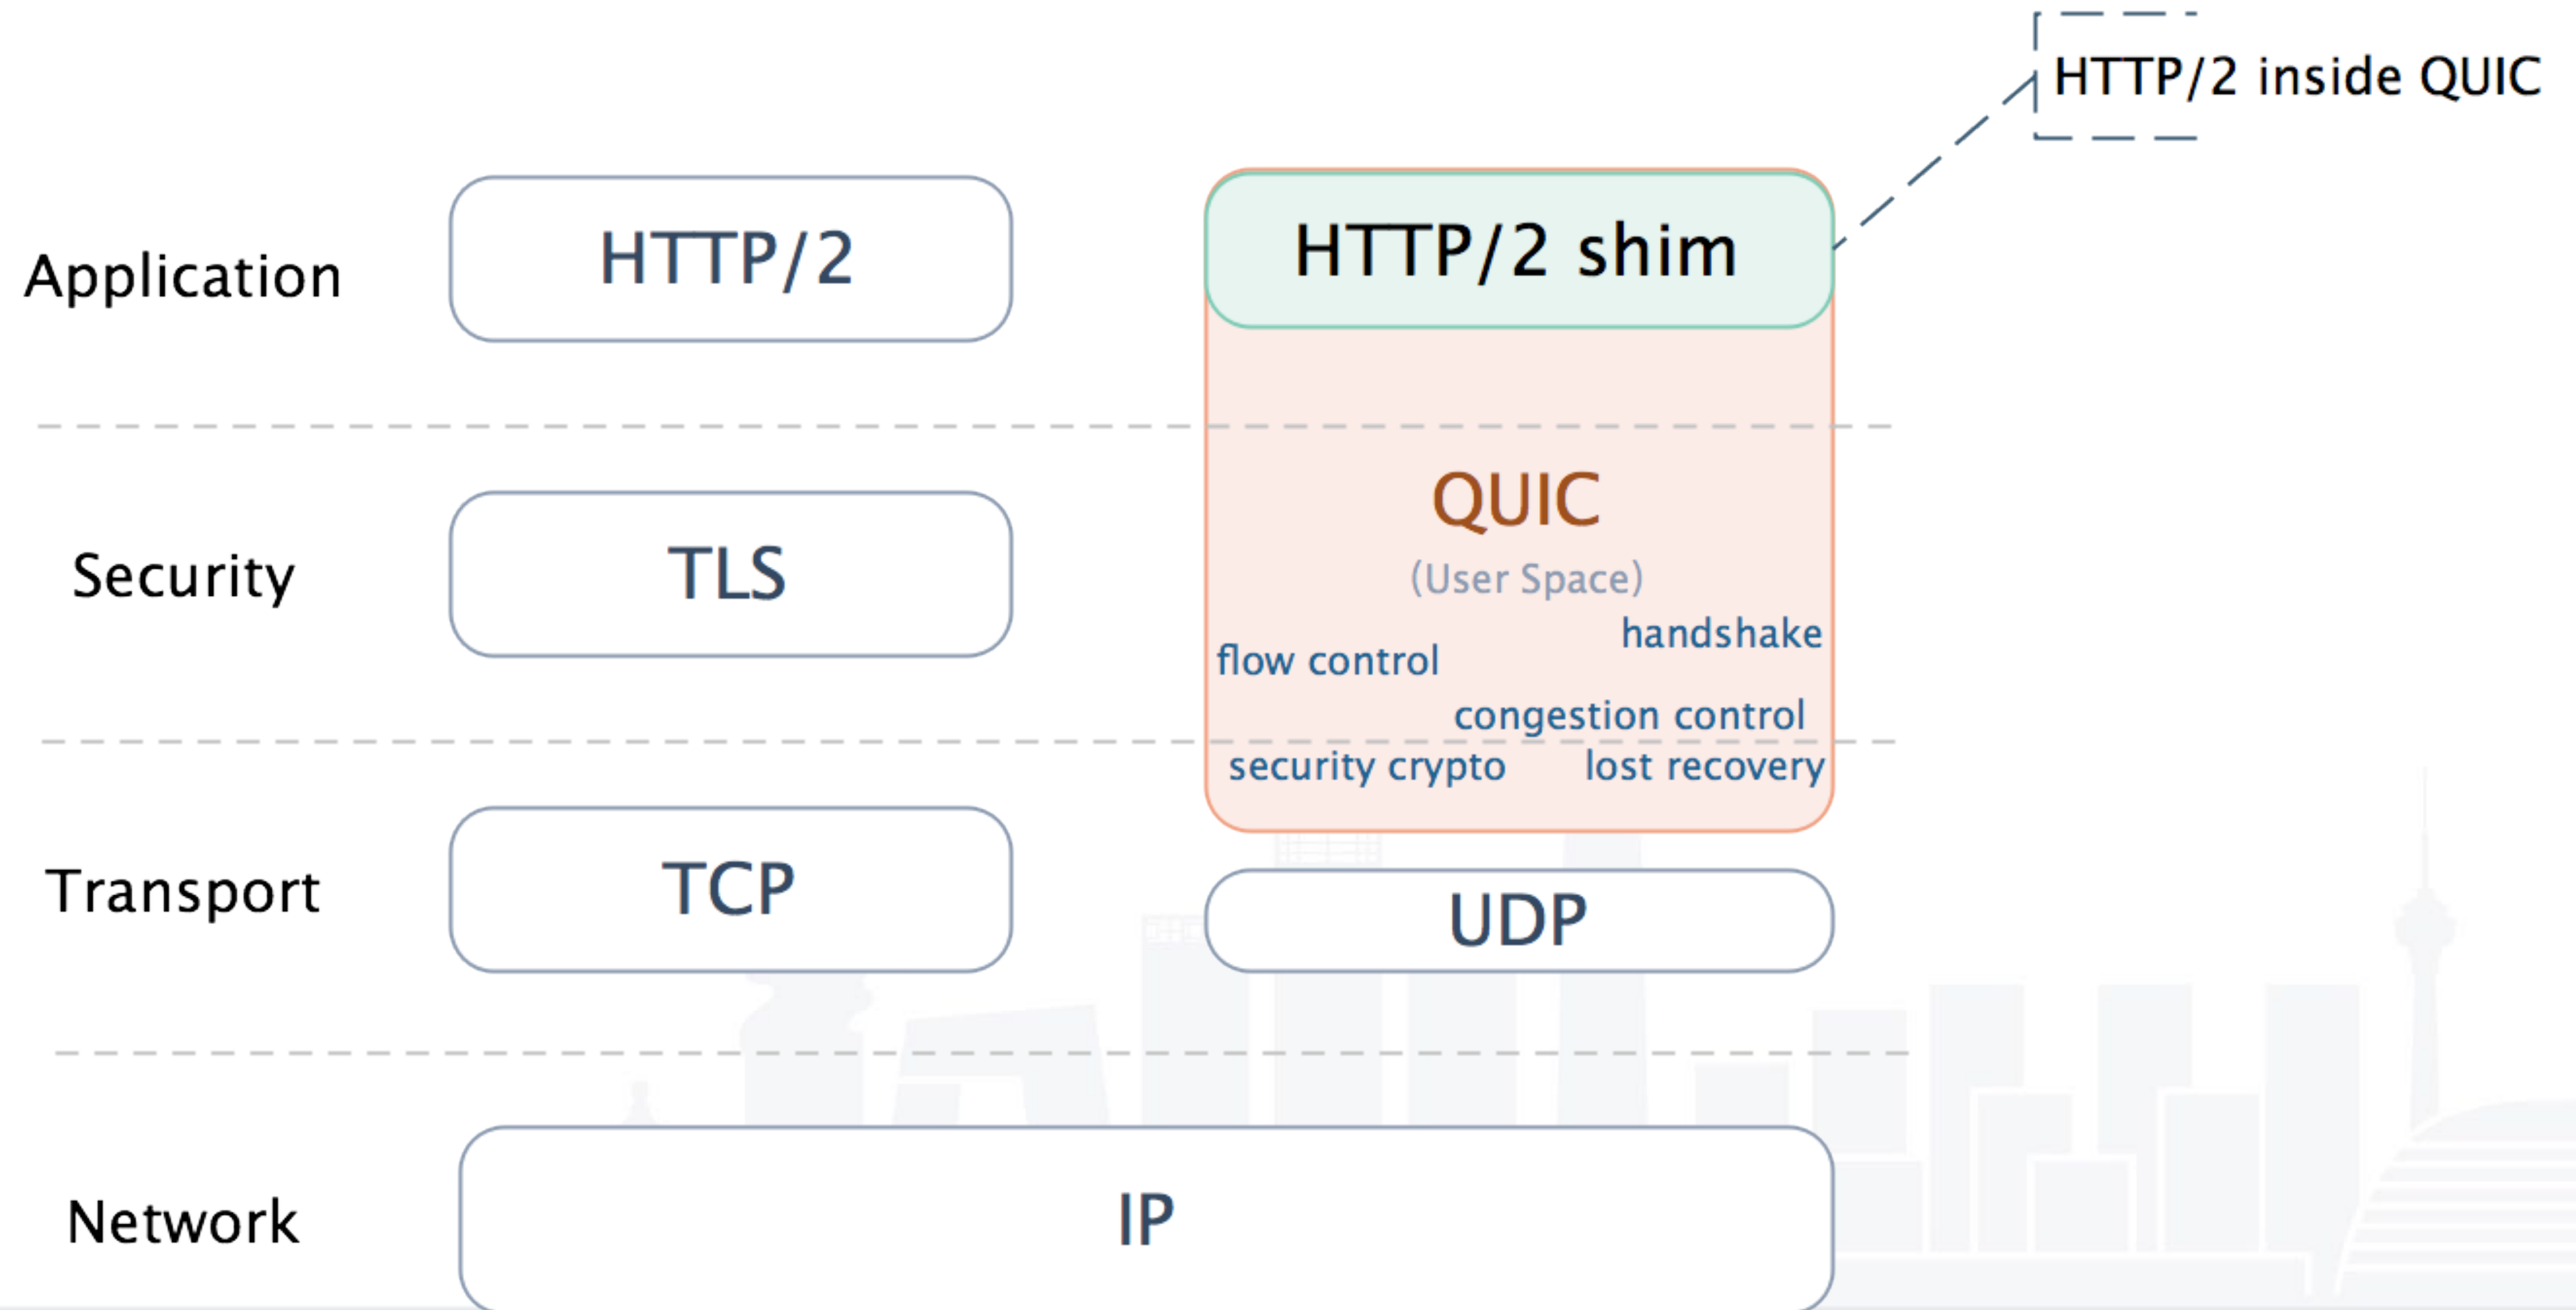 HTTP/2 inside QUIC
Application
HTTP/2
HTTP/2 shim
Security
TLS
QUIC
(User Space)
handshake
flow control
congestion control
security crypto
lost recovery
Transport
TCP
UDP
Network
IP